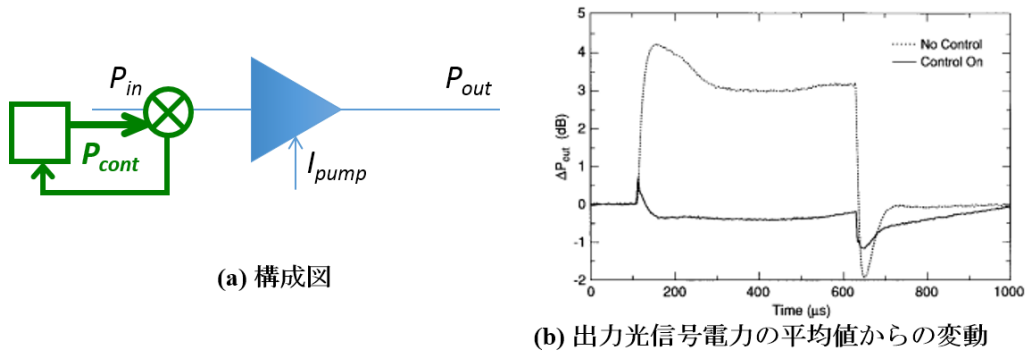 P_in
P_out
P_cont
I_pump
(a) 構成図
5
4
3
2
1
0
-1
-2
ΔP_out (dB)
No Control
Control On
0
200
400
600
800
1000
Time (μs)
(b) 出力光信号電力の平均値からの変動